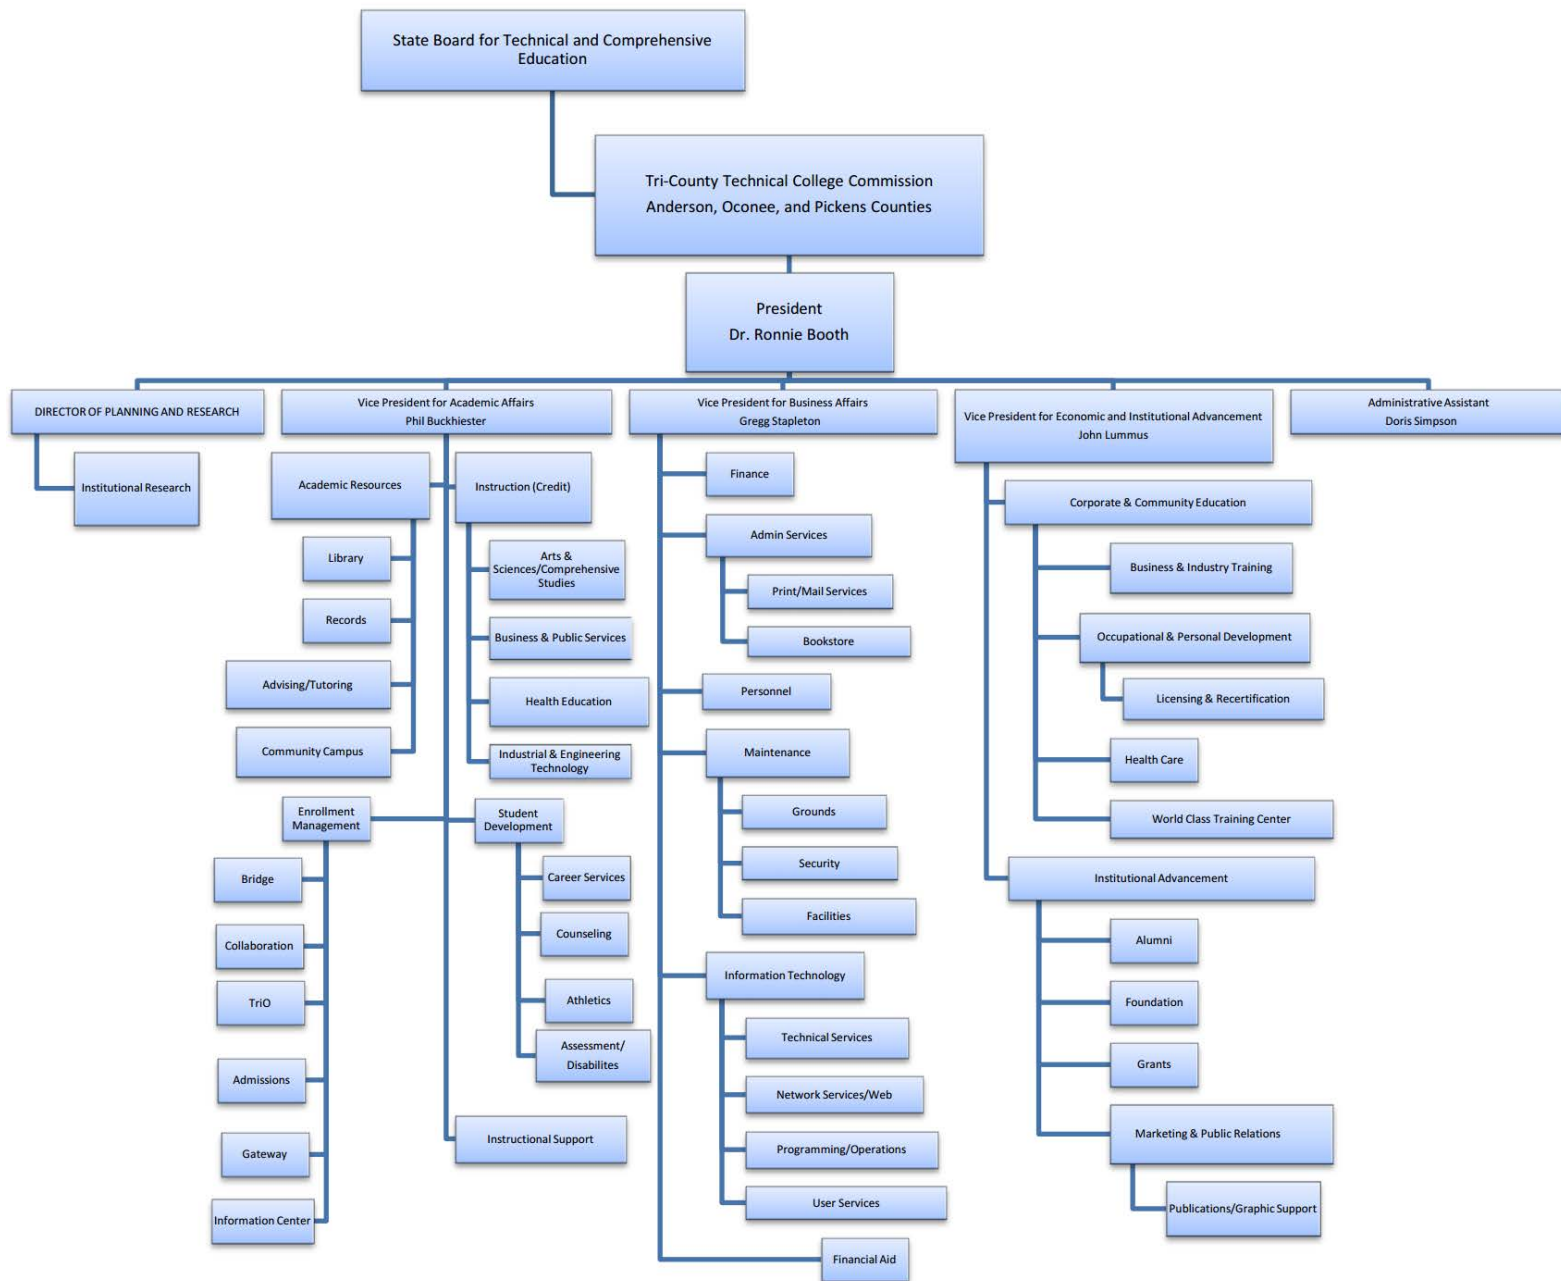 State Board for Technical and Comprehensive
Education
Tri-County Technical College Commission
Anderson, Oconee, and Pickens Counties
President
Dr. Ronnie Booth
DIRECTOR OF PLANNING AND RESEARCH
Institutional Research
Vice President for Academic Affairs
Phil Buckhiester
Academic Resources
Library
Records
Advising/Tutoring
Community Campus
Instruction (Credit)
Arts &
Sciences/Comprehensive
Studies
Business & Public Services
Health Education
Industrial & Engineering
Technology
Enrollment
Management
Bridge
Collaboration
TriO
Admissions
Gateway
Information Center
Student
Development
Career Services
Counseling
Athletics
Assessment/
Disabilites
Instructional Support
Vice President for Business Affairs
Gregg Stapleton
Finance
Admin Services
Print/Mail Services
Bookstore
Personnel
Maintenance
Grounds
Security
Facilities
Information Technology
Technical Services
Network Services/Web
Programming/Operations
User Services
Financial Aid
Vice President for Economic and Institutional Advancement
John Lummus
Corporate & Community Education
Business & Industry Training
Occupational & Personal Development
Licensing & Recertification
Health Care
World Class Training Center
Institutional Advancement
Alumni
Foundation
Grants
Marketing & Public Relations
Publications/Graphic Support
Administrative Assistant
Doris Simpson